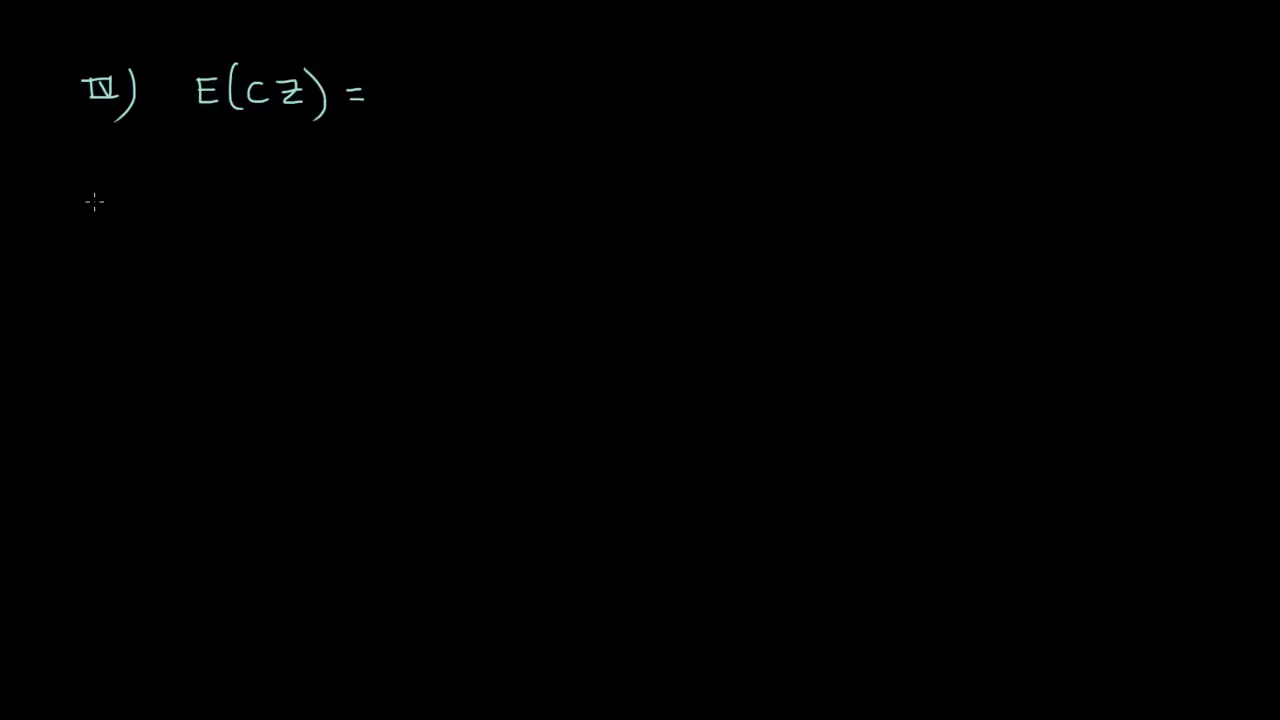 IV) E(CZ) =